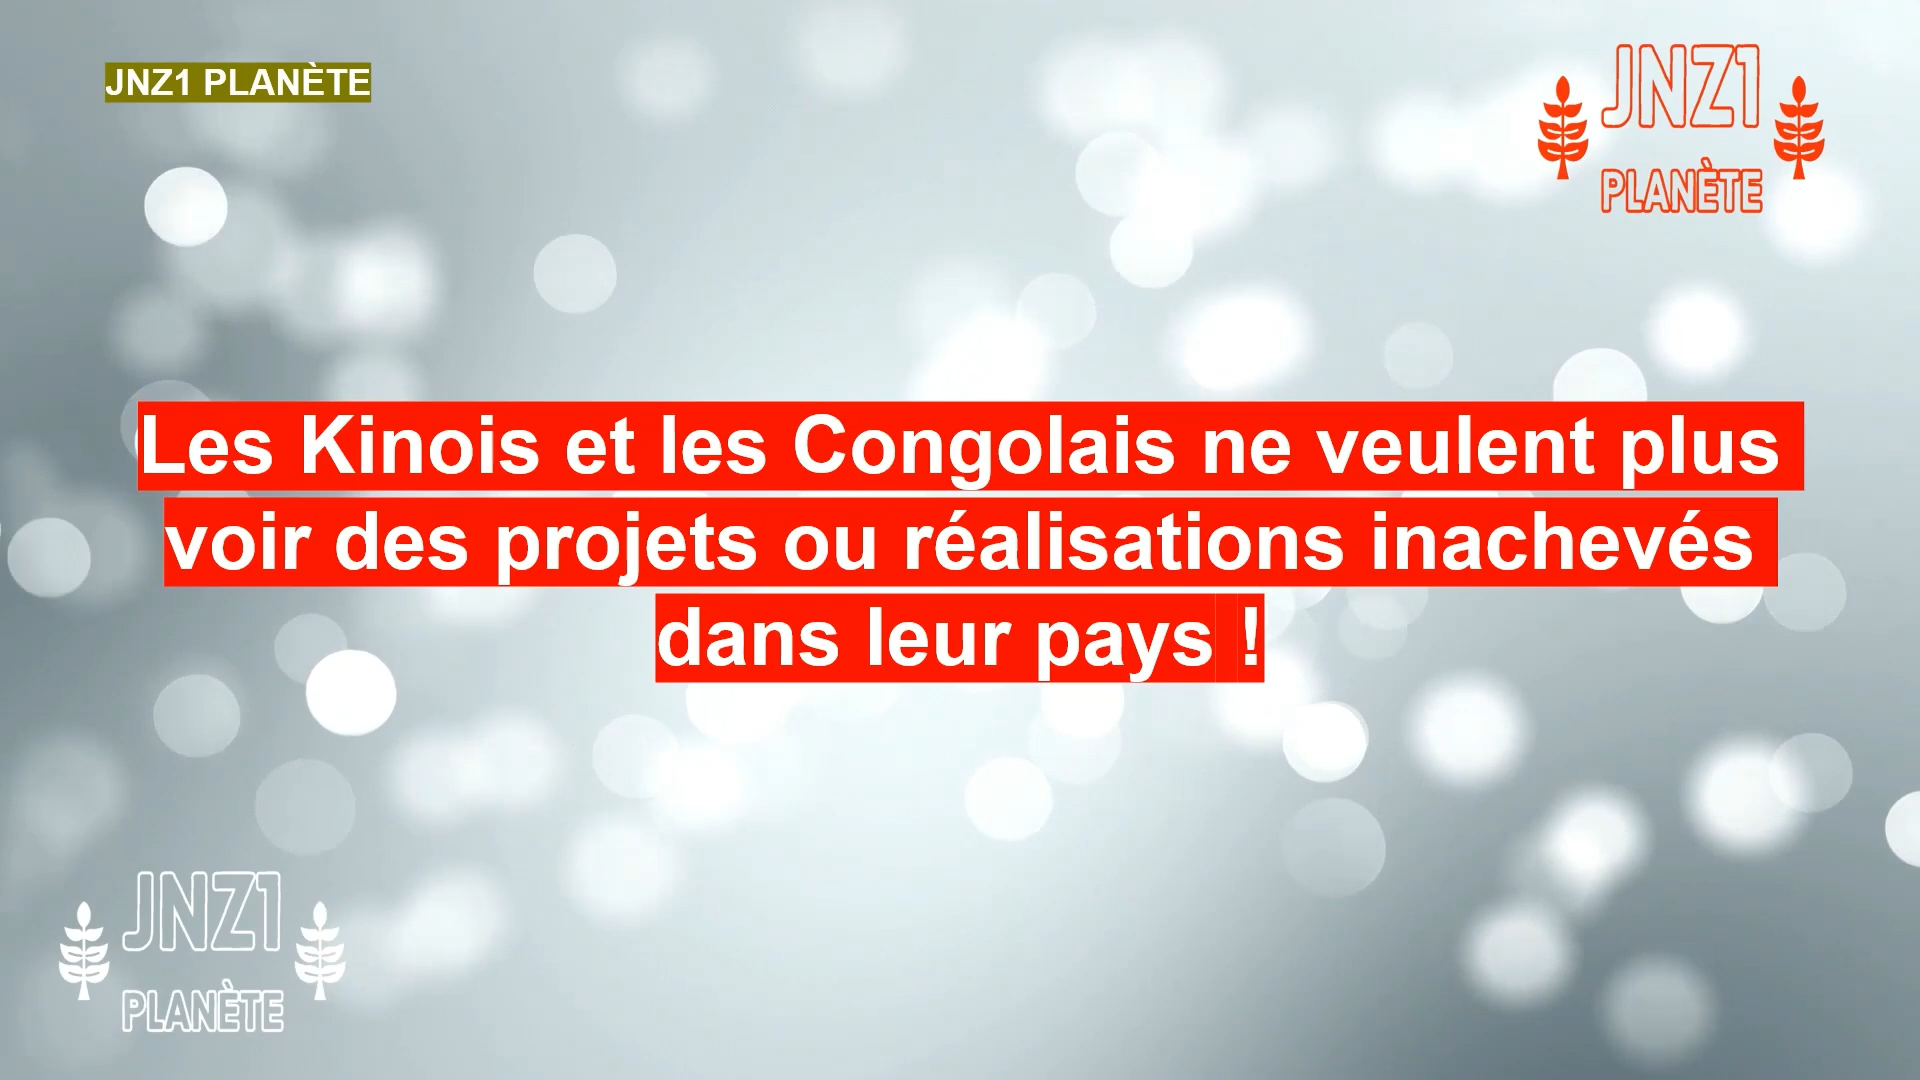 JNZ1 PLANÈTE
JNZ1
PLANÈTE
Les Kinois et les Congolais ne veulent plus
voir des projets ou réalisations inachevés
dans leur pays !
JNZ1
PLANÈTE